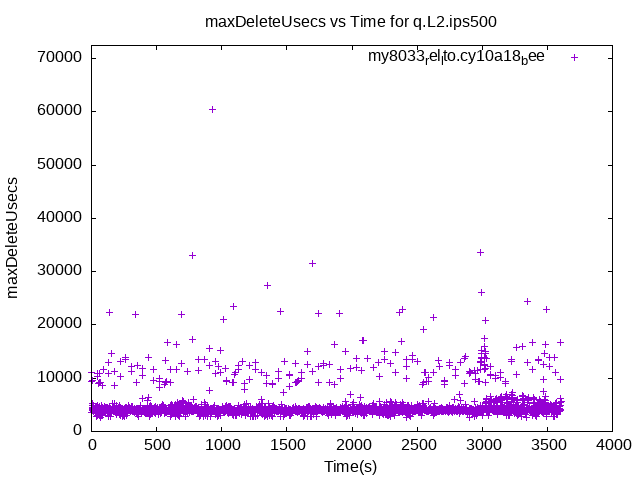 maxDeleteUsecs vs Time for q.L2.ips500
my8033_rel_lto.cy10a18_bee
maxDeleteUsecs
70000
60000
50000
40000
30000
20000
10000
0
0 500 1000 1500 2000 2500 3000 3500 4000
Time(s)